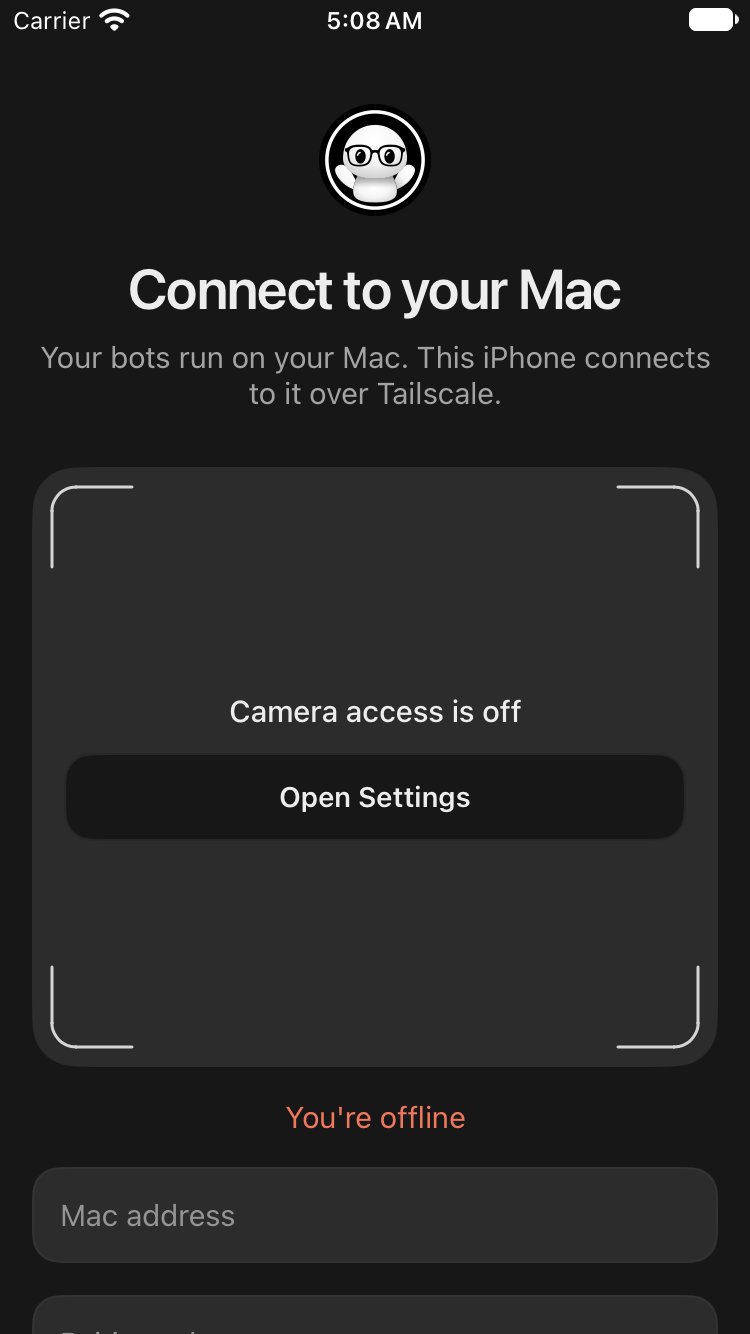 Carrier
5:08 AM
Connect to your Mac
Your bots run on your Mac. This iPhone connects
to it over Tailscale.
Camera access is off
Open Settings
You're offline
Mac address